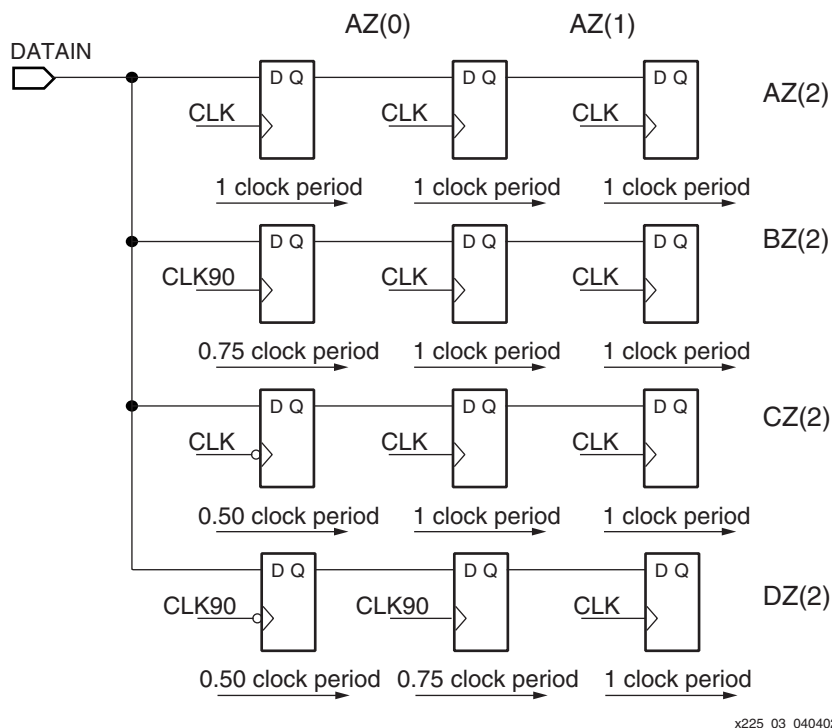 AZ(0) AZ(1)
DATAIN
D Q D Q D Q
AZ(2)
CLK CLK CLK
1 clock period 1 clock period 1 clock period
D Q D Q D Q
BZ(2)
CLK90 CLK CLK
0.75 clock period 1 clock period 1 clock period
D Q D Q D Q
CZ(2)
CLK CLK CLK
0.50 clock period 1 clock period 1 clock period
D Q D Q D Q
DZ(2)
CLK90 CLK90 CLK
0.50 clock period 0.75 clock period 1 clock period